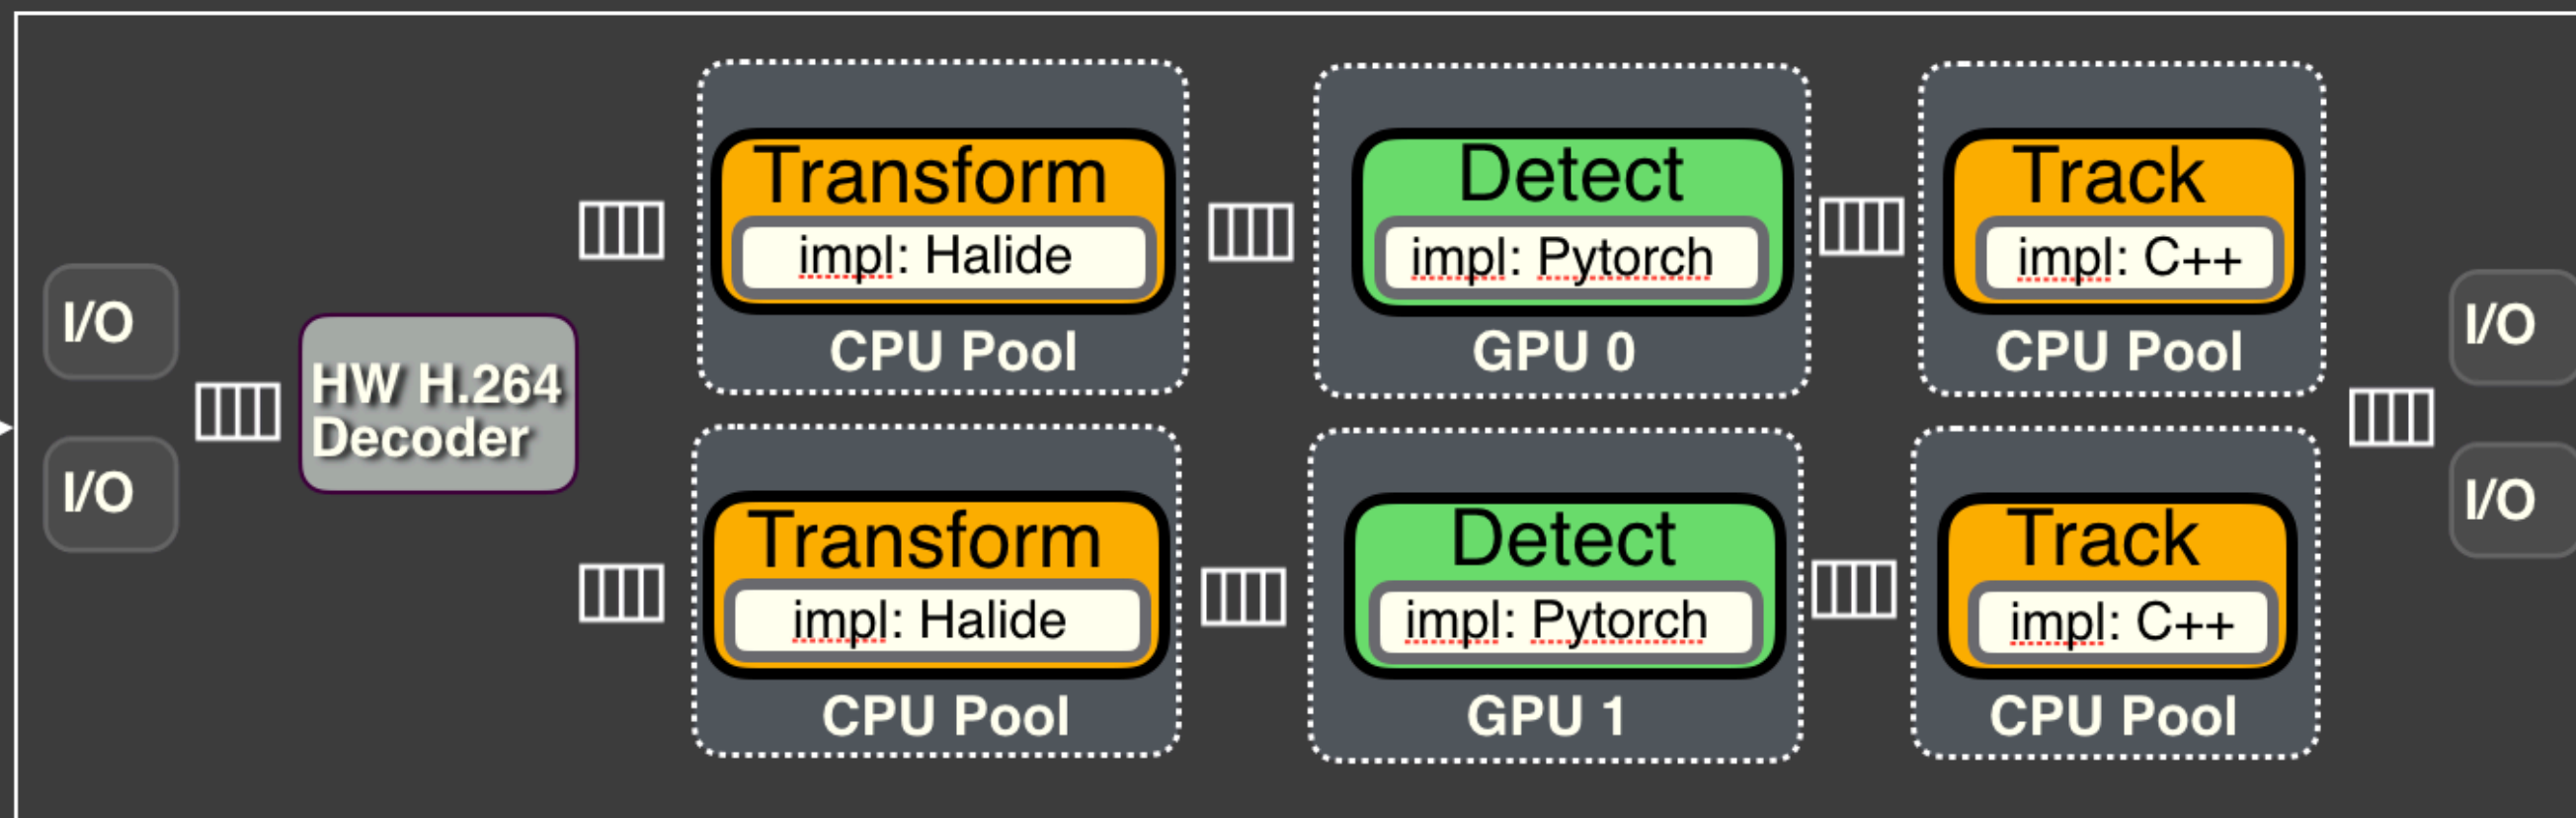 I/O
I/O
HW H.264
Decoder
Transform
impl: Halide
CPU Pool
Detect
impl: Pytorch
GPU 0
Track
impl: C++
CPU Pool
Transform
impl: Halide
CPU Pool
Detect
impl: Pytorch
GPU 1
Track
impl: C++
CPU Pool
I/O
I/O